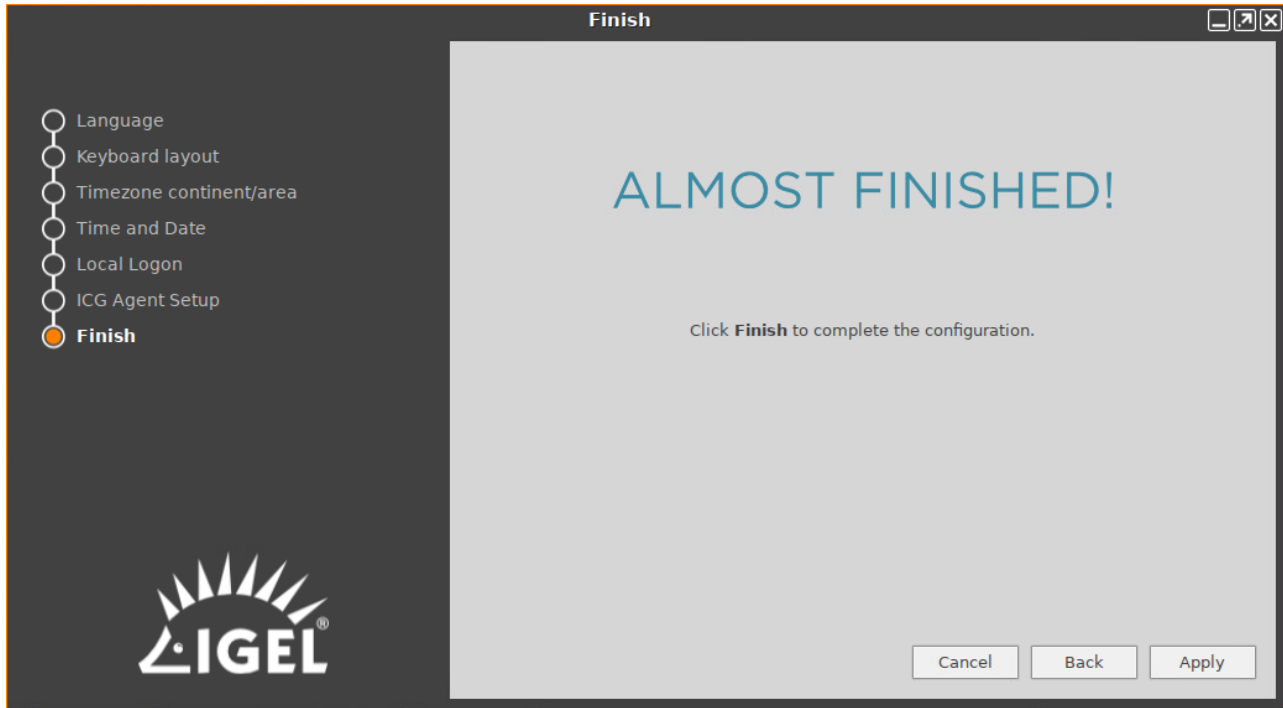 Finish
Language
Keyboard layout
Timezone continent/area
Time and Date
Local Logon
ICG Agent Setup
Finish
IGEL®
ALMOST FINISHED!
Click Finish to complete the configuration.
Cancel Back Apply